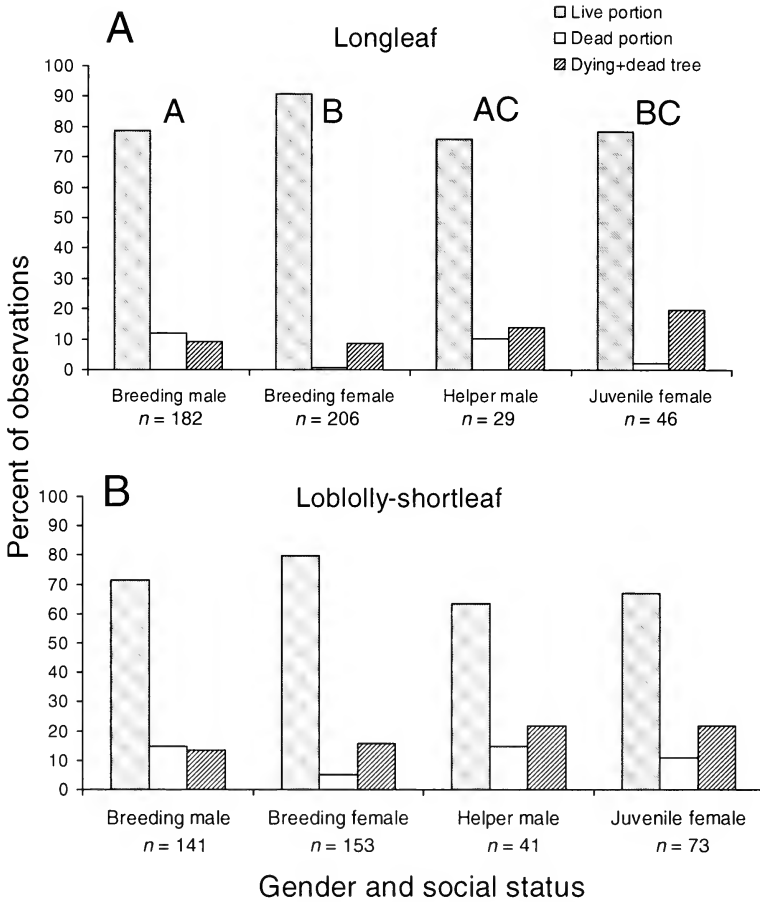 A
Longleaf
Live portion
Dead portion
Dying+dead tree
100
90
80
70
60
50
40
30
20
10
0
A
B
AC
BC
Breeding male
n = 182
Breeding female
n = 206
Helper male
n = 29
Juvenile female
n = 46
Percent of observations
B
Loblolly-shortleaf
100
90
80
70
60
50
40
30
20
10
0
Breeding male
n = 141
Breeding female
n = 153
Helper male
n = 41
Juvenile female
n = 73
Gender and social status